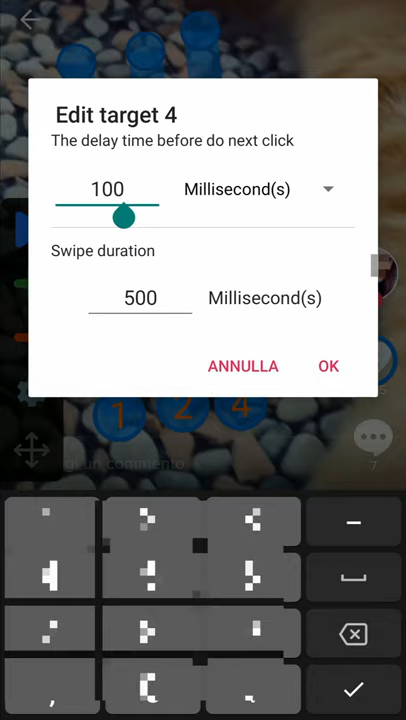 Edit target 4
The delay time before do next click
100 Millisecond(s)
Swipe duration
500 Millisecond(s)
ANNULLA OK
1 2 4
commento
7